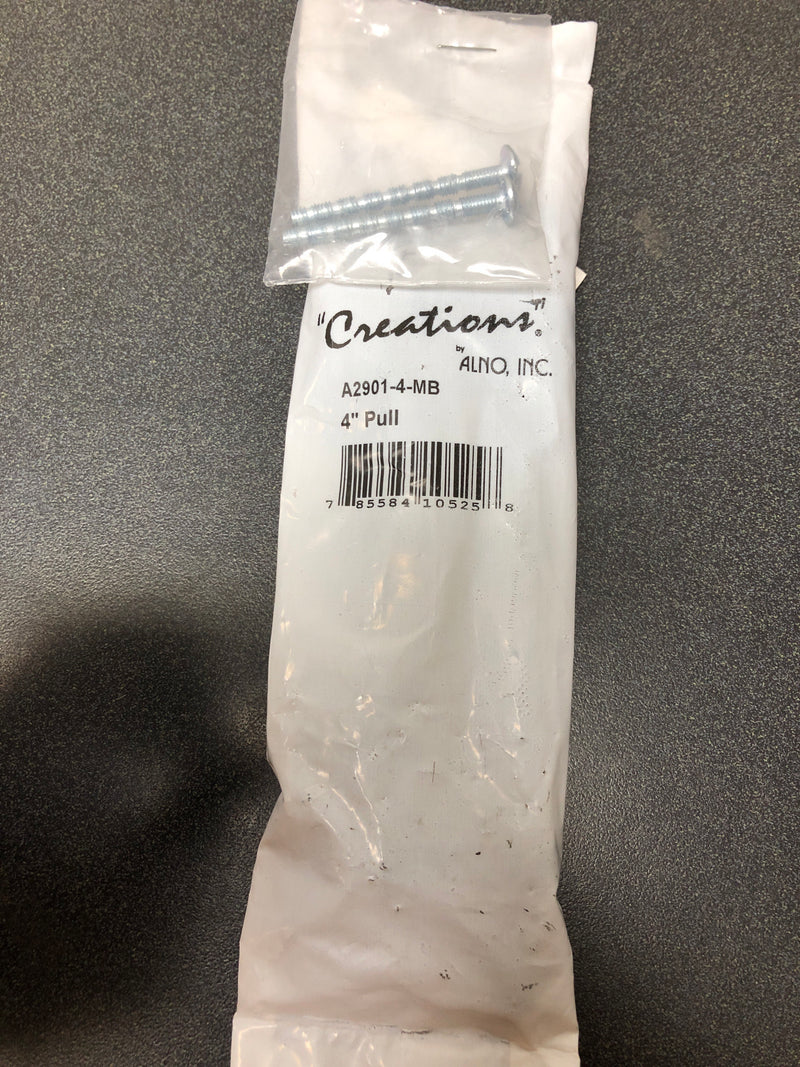 "Creations"®
by
ALNO, INC.
A2901-4-MB
4" Pull
7 85584 10525 8